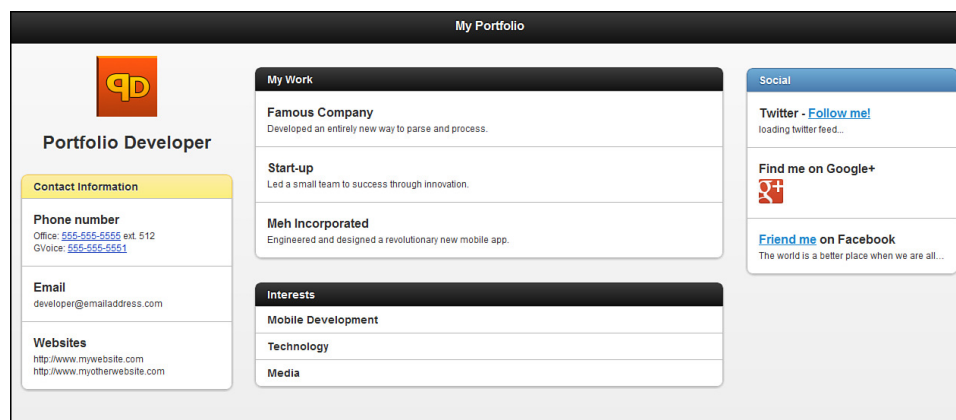 My Portfolio
pD
Portfolio Developer
Contact Information
Phone number
Office: 555-555-5555 ext. 512
GVoice: 555-555-5551
Email
developer@emailaddress.com
Websites
http://www.mywebsite.com
http://www.myotherwebsite.com
My Work
Famous Company
Developed an entirely new way to parse and process.
Start-up
Led a small team to success through innovation.
Meh Incorporated
Engineered and designed a revolutionary new mobile app.
Interests
Mobile Development
Technology
Media
Social
Twitter - Follow me!
loading twitter feed...
Find me on Google+
g+
Friend me on Facebook
The world is a better place when we are all...